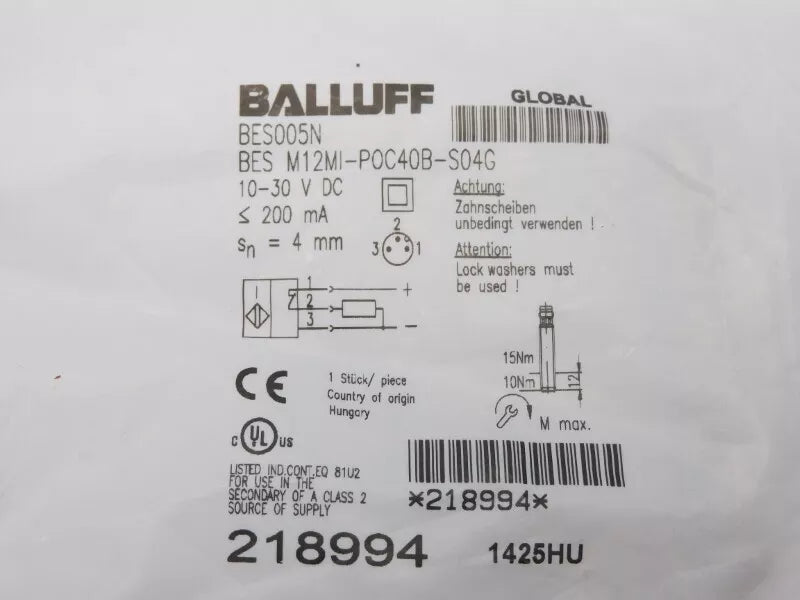 BALLUFF
GLOBAL
BES005N
BES M12MI-POC40B-S04G
10-30 V DC
≤ 200 mA
sn = 4 mm
2
3 1
Achtung:
Zahnscheiben
unbedingt verwenden !
Attention:
Lock washers must
be used !
1 +
2
3 −
15Nm
10Nm 12
M max.
CE
1 Stück/ piece
Country of origin
Hungary
c UL us
LISTED IND.CONT.EQ 81U2
FOR USE IN THE
SECONDARY OF A CLASS 2
SOURCE OF SUPPLY
*218994*
218994
1425HU